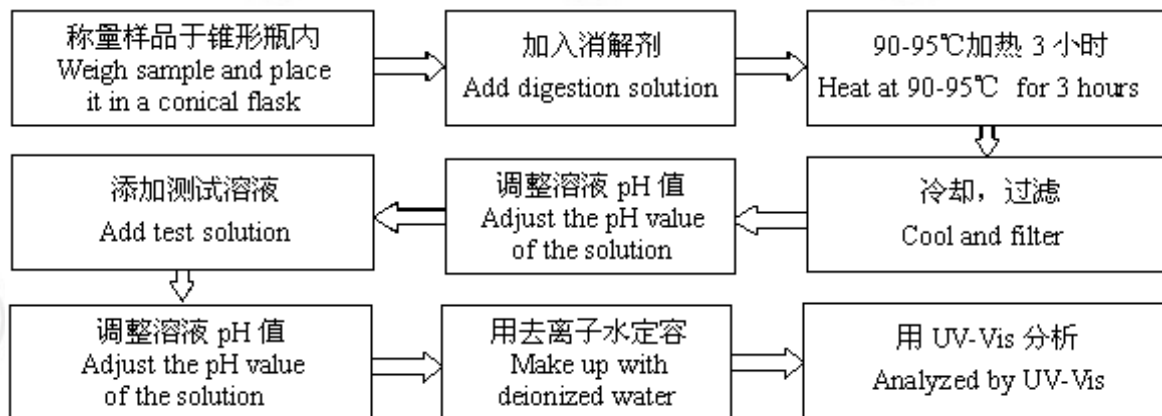 称量样品于锥形瓶内
Weigh sample and place
it in a conical flask
加入消解剂
Add digestion solution
90-95℃加热 3 小时
Heat at 90-95℃ for 3 hours
冷却，过滤
Cool and filter
调整溶液 pH 值
Adjust the pH value
of the solution
添加测试溶液
Add test solution
调整溶液 pH 值
Adjust the pH value
of the solution
用去离子水定容
Make up with
deionized water
用 UV-Vis 分析
Analyzed by UV-Vis